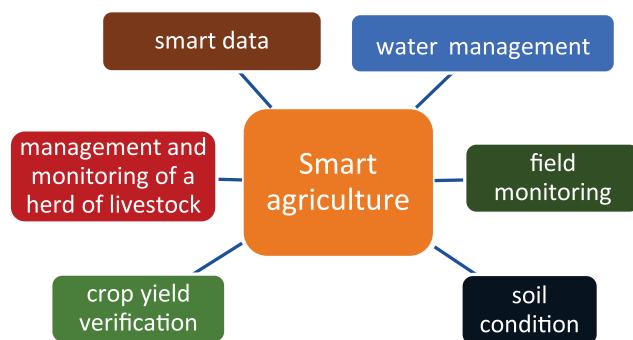 smart data
water management
management and
monitoring of a
herd of livestock
Smart
agriculture
field
monitoring
crop yield
verification
soil
condition